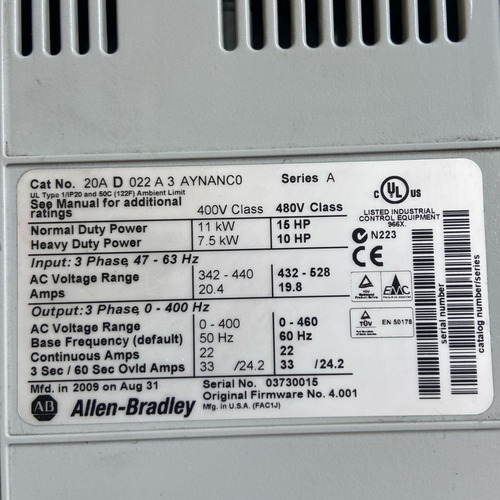 Cat No. 20A D 022 A 3 AYNANC0 Series A
UL Type 1/IP20 and 50C (122F) Ambient Limit
See Manual for additional ratings 400V Class 480V Class
Normal Duty Power 11 kW 15 HP
Heavy Duty Power 7.5 kW 10 HP
Input: 3 Phase, 47 - 63 Hz
AC Voltage Range 342 - 440 432 - 528
Amps 20.4 19.8
Output: 3 Phase, 0 - 400 Hz
AC Voltage Range 0 - 400 0 - 460
Base Frequency (default) 50 Hz 60 Hz
Continuous Amps 22 22
3 Sec / 60 Sec Ovld Amps 33 /24.2 33 /24.2
Mfd. in 2009 on Aug 31 Serial No. 03730015
Original Firmware No. 4.001
AB Allen-Bradley Mfg. in U.S.A. (FAC1J)
c UL US
LISTED INDUSTRIAL
CONTROL EQUIPMENT
966X.
N223
CE
EMC
TÜV EN 50178
serial number
catalog number/series